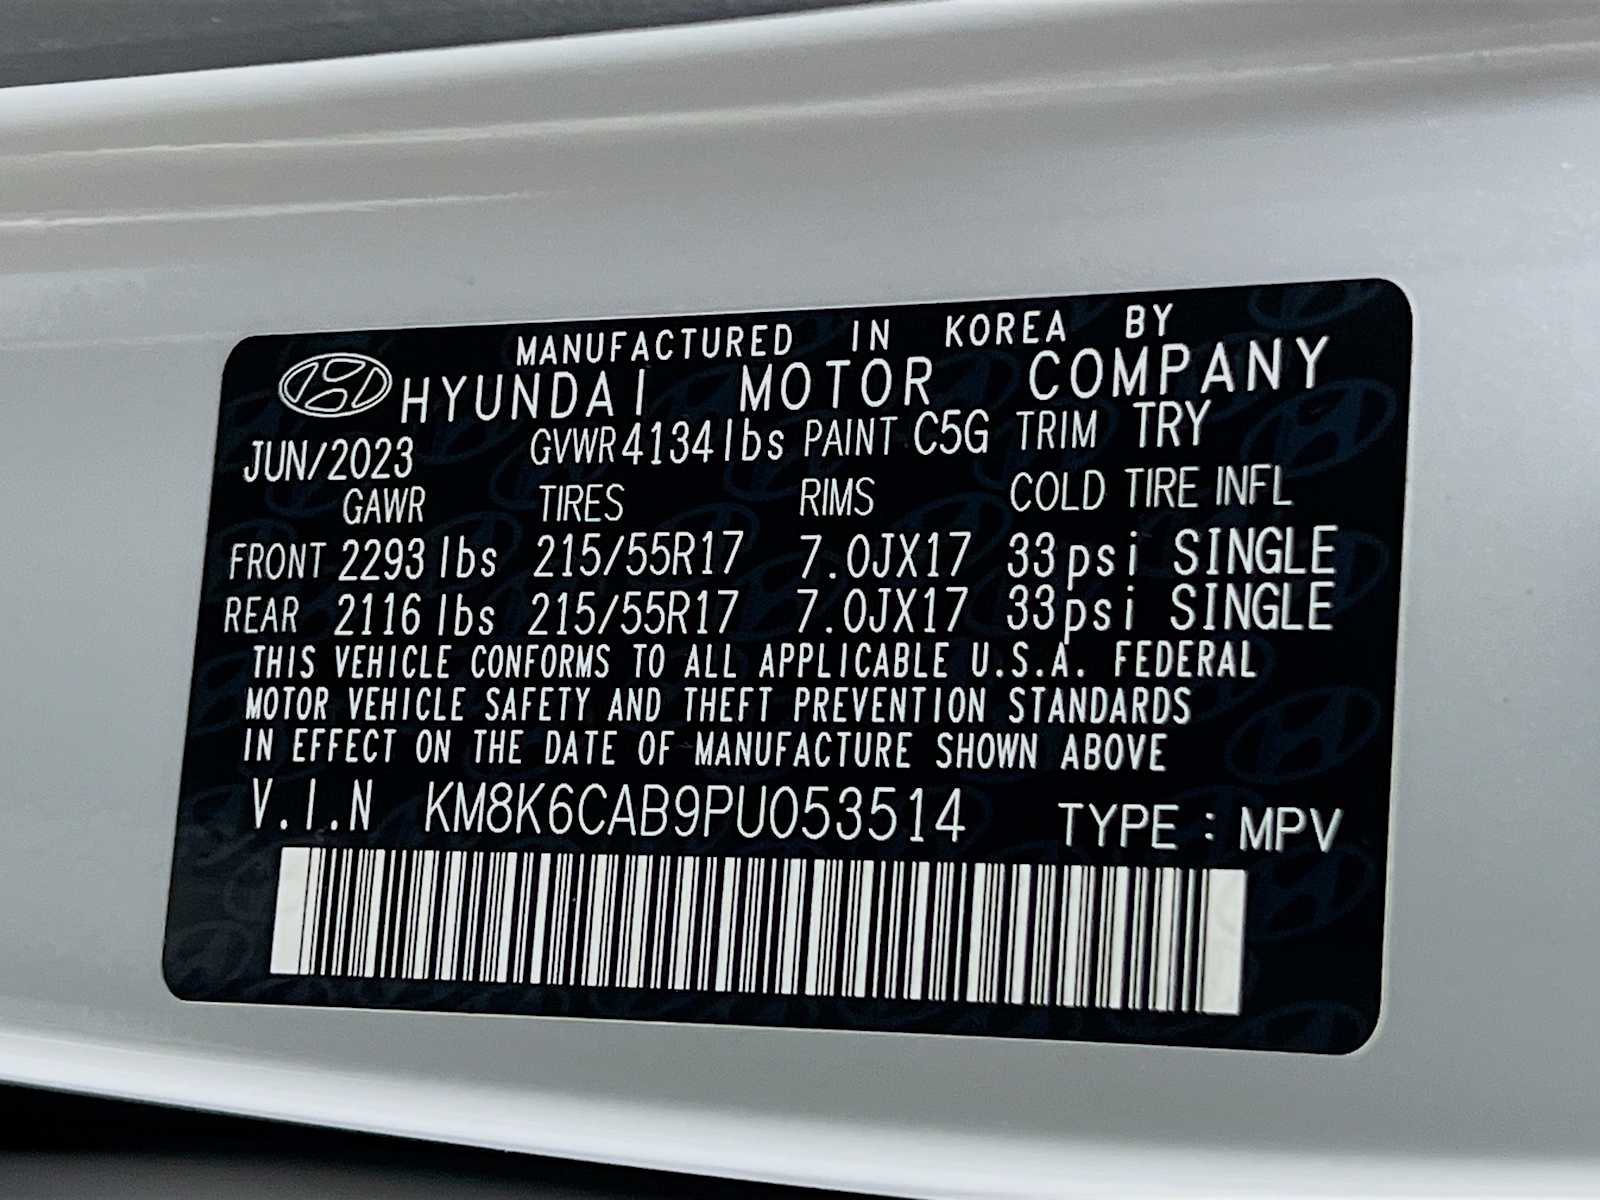 MANUFACTURED IN KOREA BY
HYUNDAI MOTOR COMPANY
JUN/2023 GVWR 4134lbs PAINT C5G TRIM TRY
GAWR TIRES RIMS COLD TIRE INFL
FRONT 2293 lbs 215/55R17 7.0JX17 33psi SINGLE
REAR 2116 lbs 215/55R17 7.0JX17 33psi SINGLE
THIS VEHICLE CONFORMS TO ALL APPLICABLE U.S.A. FEDERAL
MOTOR VEHICLE SAFETY AND THEFT PREVENTION STANDARDS
IN EFFECT ON THE DATE OF MANUFACTURE SHOWN ABOVE
V.I.N KM8K6CAB9PU053514 TYPE : MPV